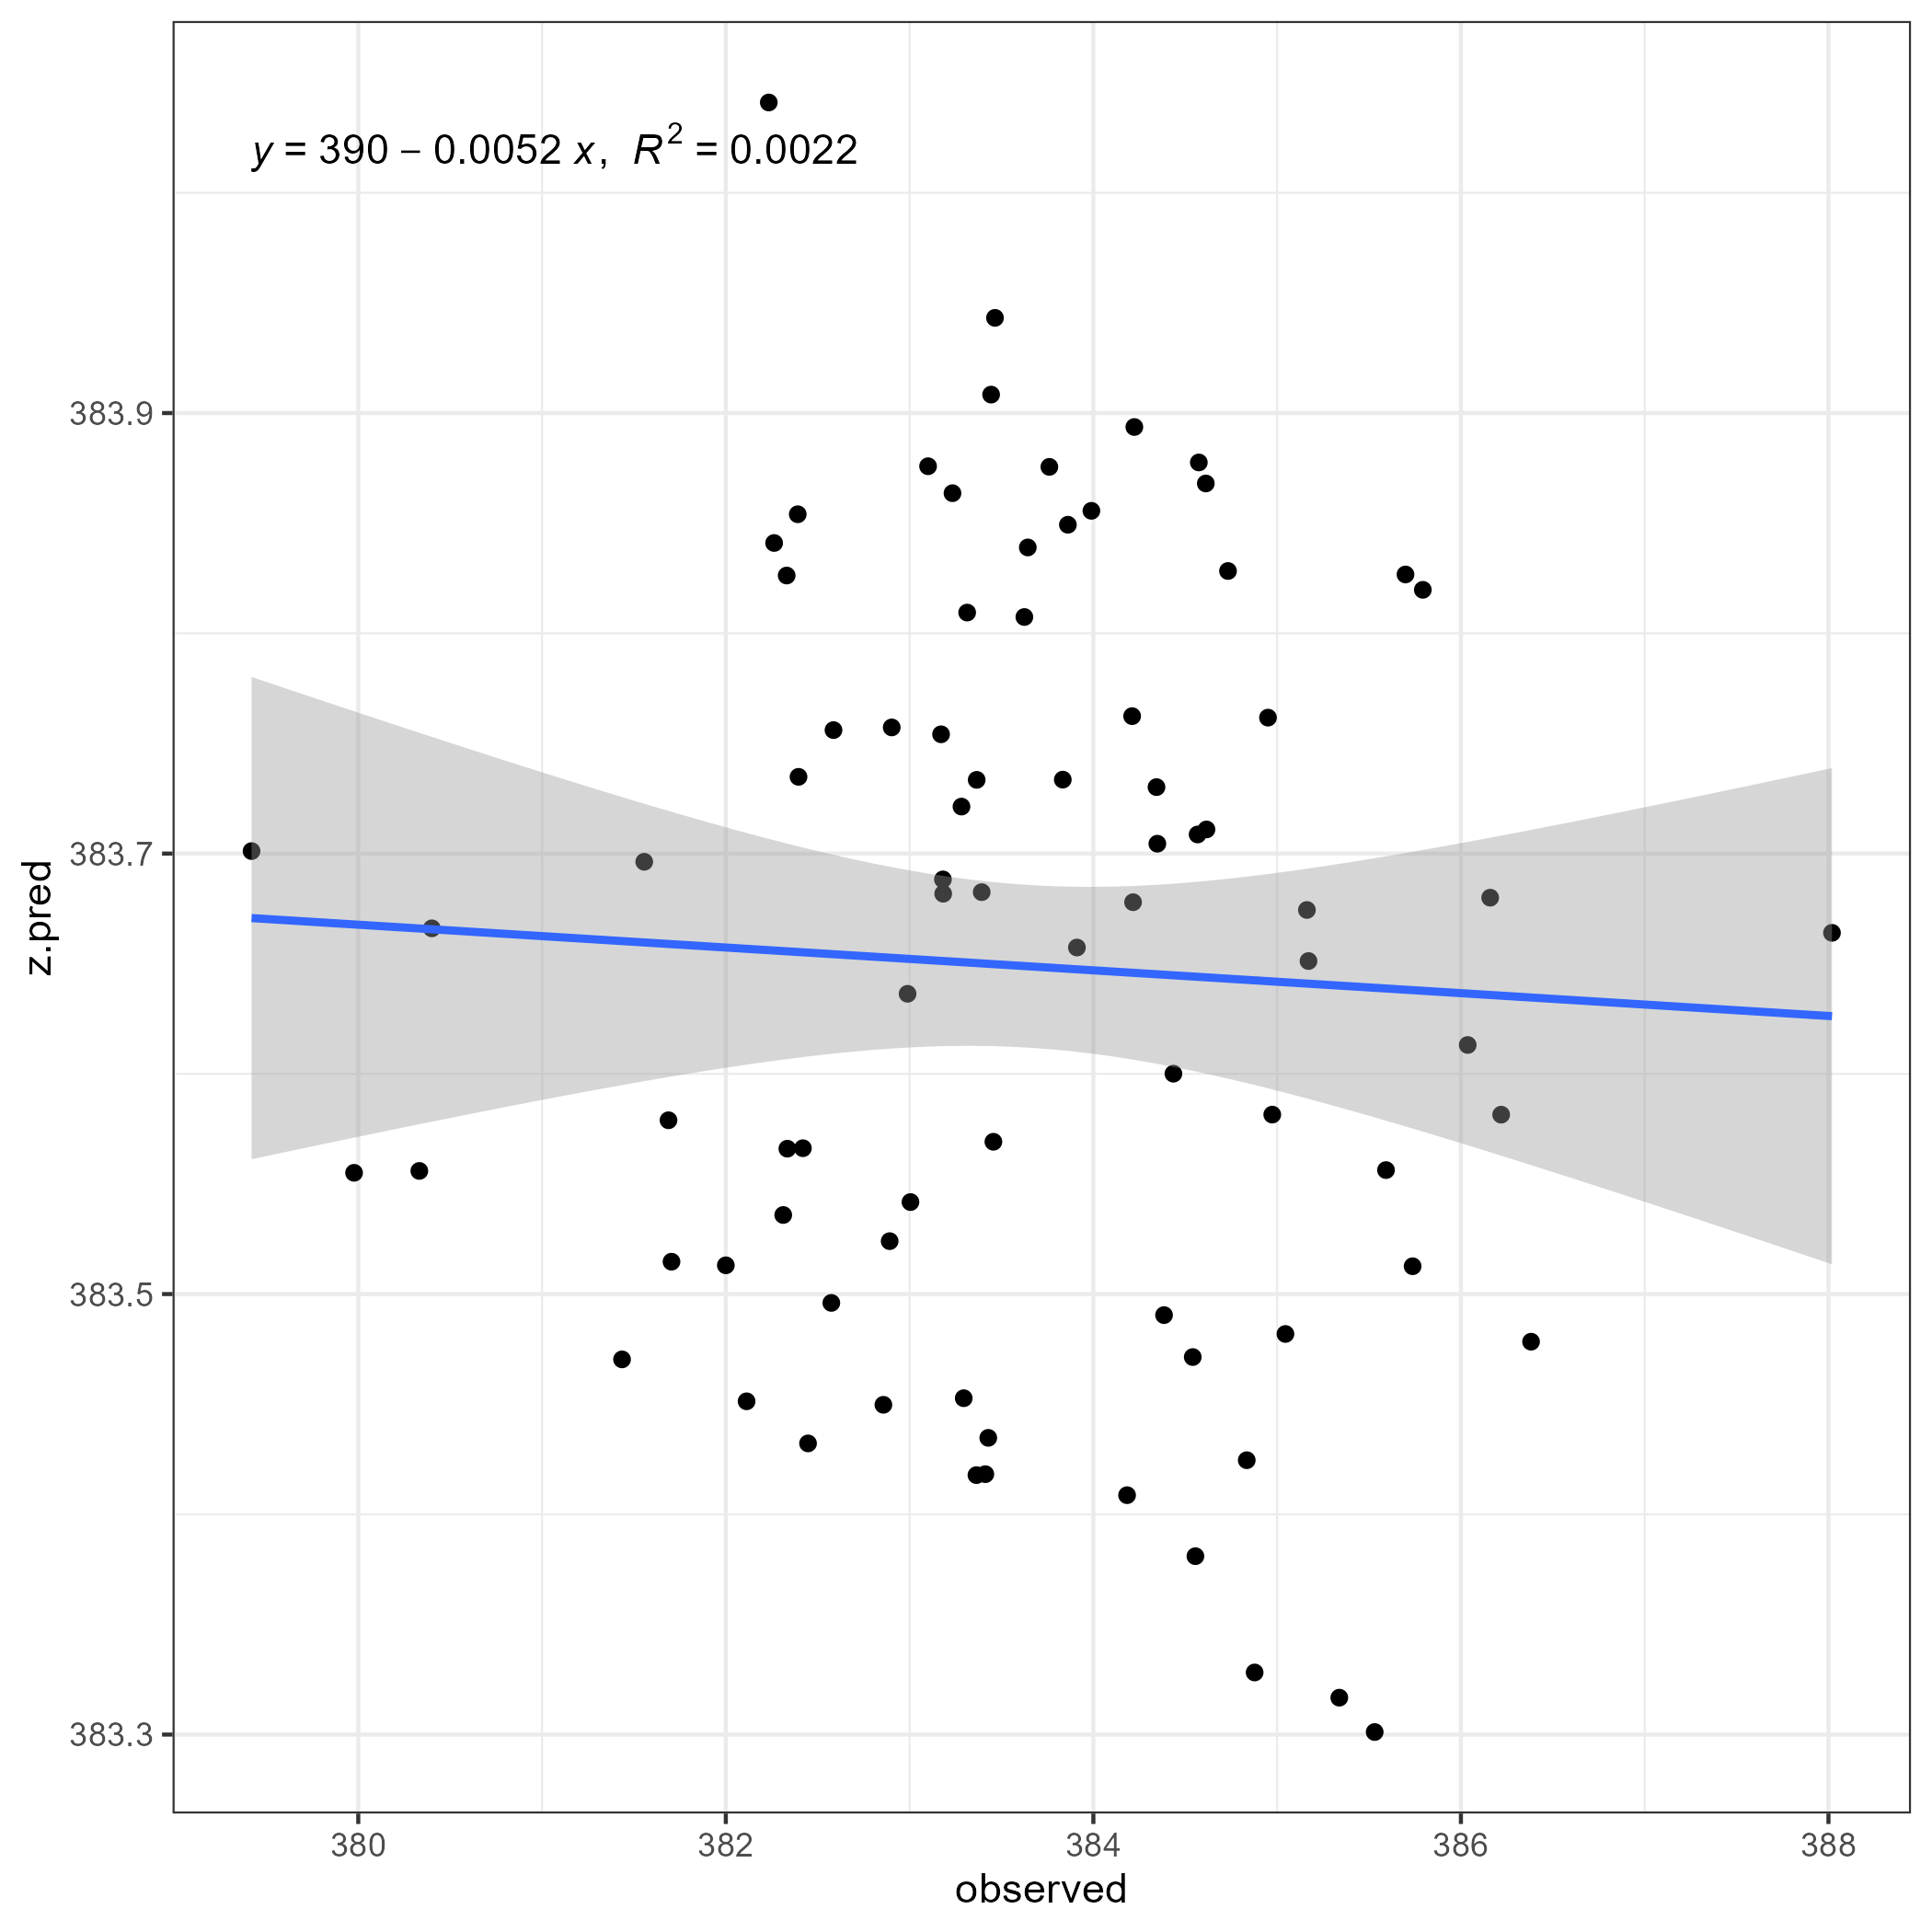 y = 390 − 0.0052 x,  R² = 0.0022
383.9
383.7
383.5
383.3
z.pred
380 382 384 386 388
observed